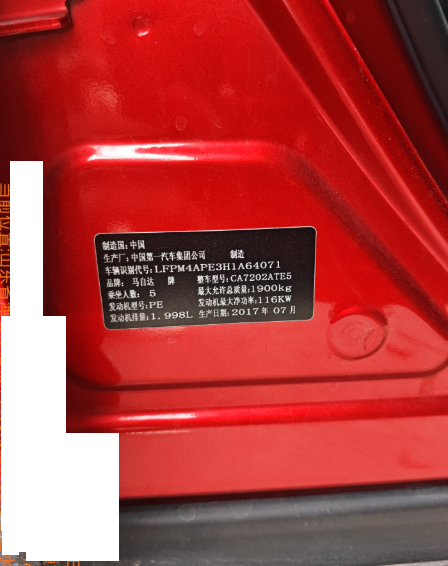 制造国:中国
生产厂:中国第一汽车集团公司 制造
车辆识别代号:LFPM4APE3H1A64071
品牌: 马自达 牌 整车型号:CA7202ATE5
乘坐人数: 5 最大允许总质量:1900kg
发动机型号:PE 发动机最大净功率:116KW
发动机排量:1.998L 生产日期:2017年 07月